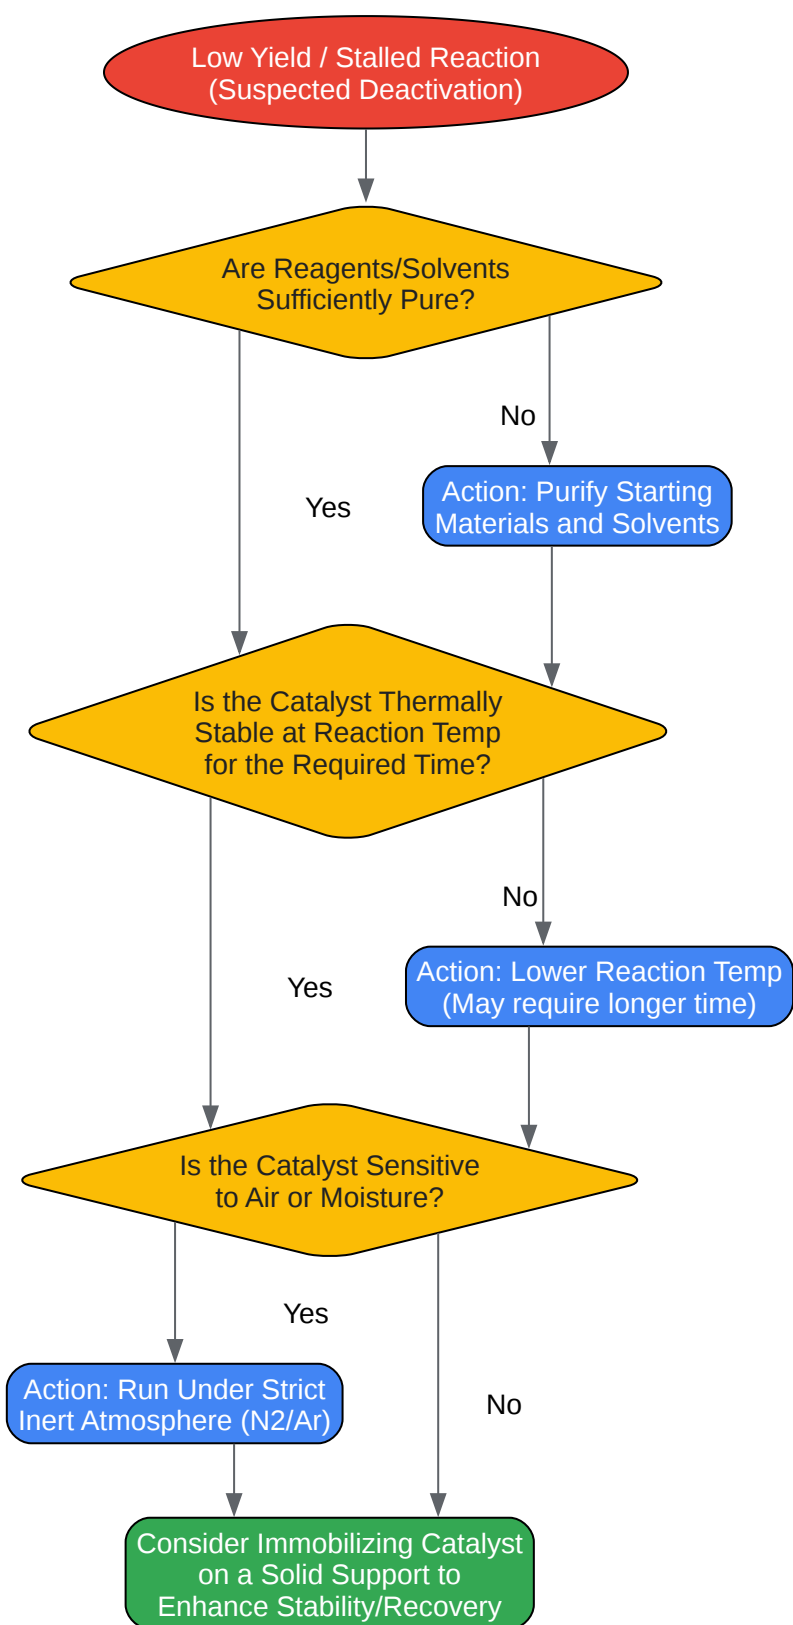 Low Yield / Stalled Reaction
(Suspected Deactivation)
Are Reagents/Solvents
Sufficiently Pure?
No
Yes
Action: Purify Starting
Materials and Solvents
Is the Catalyst Thermally
Stable at Reaction Temp
for the Required Time?
No
Yes
Action: Lower Reaction Temp
(May require longer time)
Is the Catalyst Sensitive
to Air or Moisture?
Yes
No
Action: Run Under Strict
Inert Atmosphere (N2/Ar)
Consider Immobilizing Catalyst
on a Solid Support to
Enhance Stability/Recovery